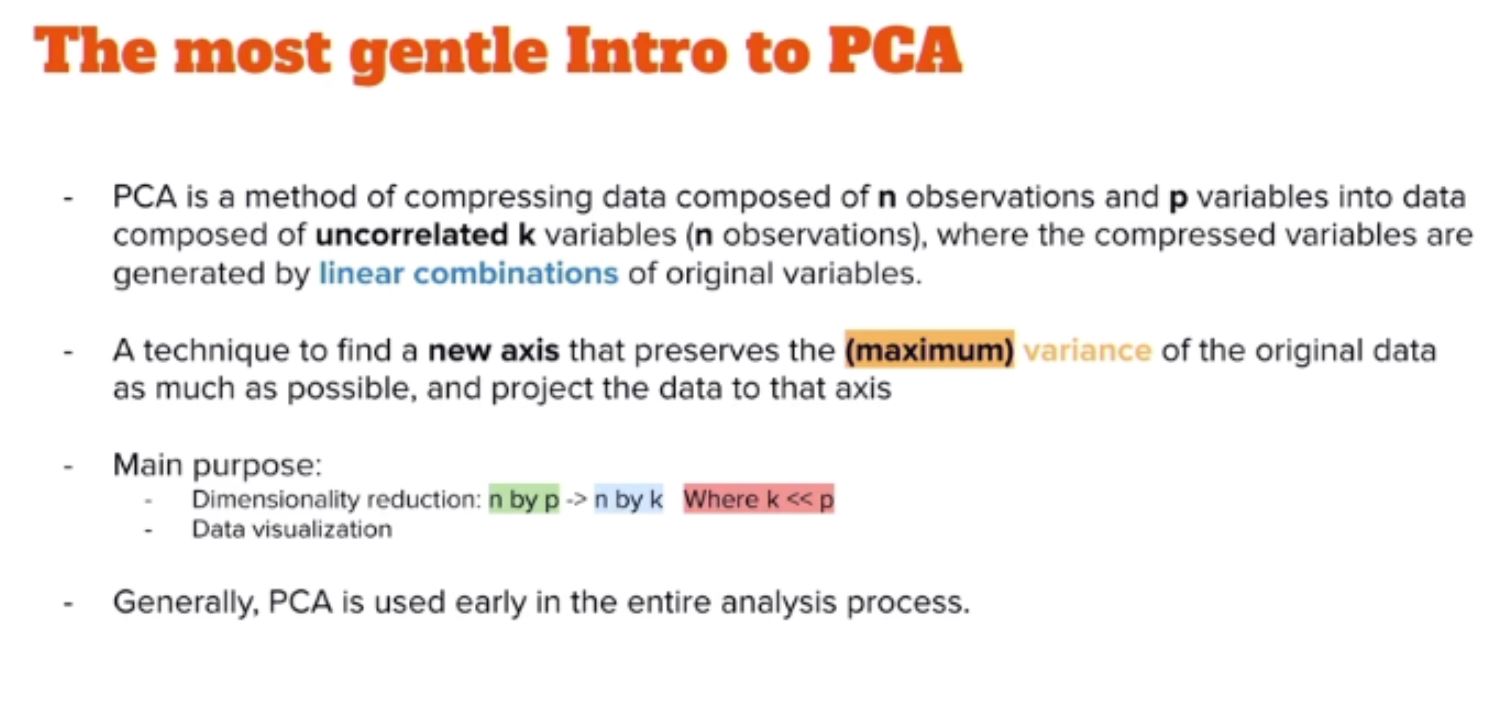 The most gentle Intro to PCA
- PCA is a method of compressing data composed of n observations and p variables into data
composed of uncorrelated k variables (n observations), where the compressed variables are
generated by linear combinations of original variables.
- A technique to find a new axis that preserves the (maximum) variance of the original data
as much as possible, and project the data to that axis
- Main purpose:
- Dimensionality reduction: n by p -> n by k Where k << p
- Data visualization
- Generally, PCA is used early in the entire analysis process.